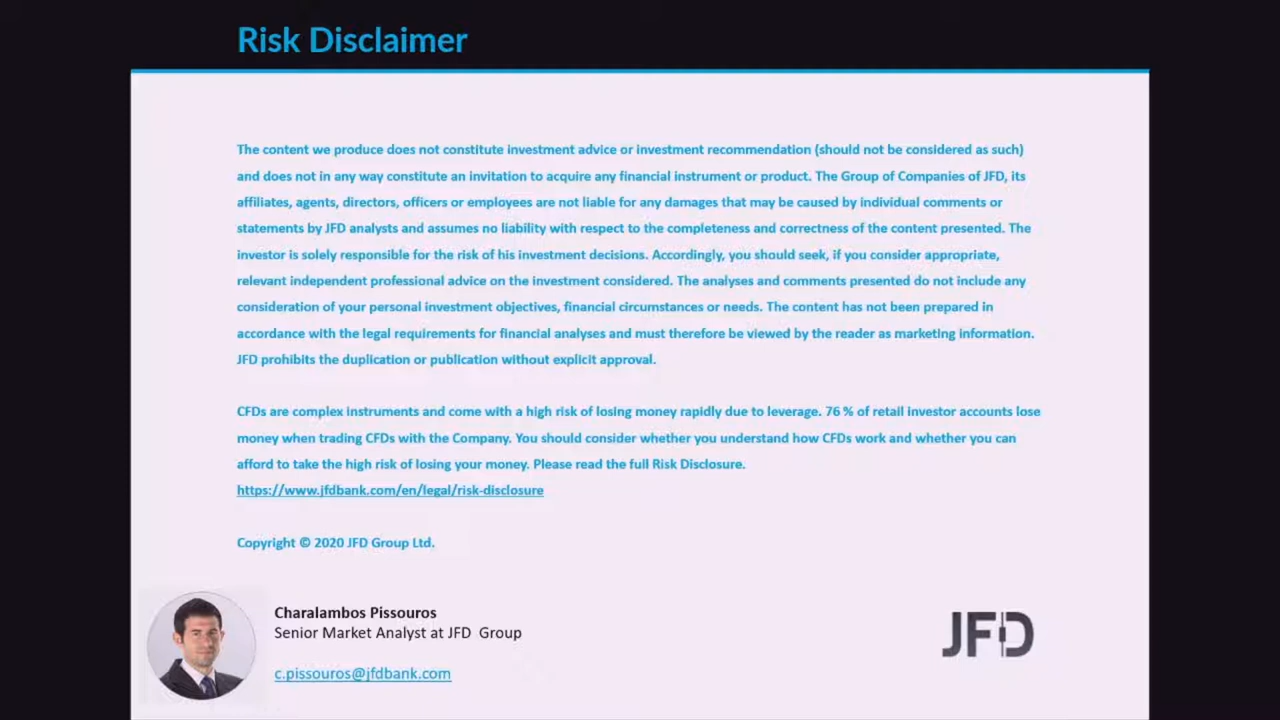 Risk Disclaimer
The content we produce does not constitute investment advice or investment recommendation (should not be considered as such)
and does not in any way constitute an invitation to acquire any financial instrument or product. The Group of Companies of JFD, its
affiliates, agents, directors, officers or employees are not liable for any damages that may be caused by individual comments or
statements by JFD analysts and assumes no liability with respect to the completeness and correctness of the content presented. The
investor is solely responsible for the risk of his investment decisions. Accordingly, you should seek, if you consider appropriate,
relevant independent professional advice on the investment considered. The analyses and comments presented do not include any
consideration of your personal investment objectives, financial circumstances or needs. The content has not been prepared in
accordance with the legal requirements for financial analyses and must therefore be viewed by the reader as marketing information.
JFD prohibits the duplication or publication without explicit approval.
CFDs are complex instruments and come with a high risk of losing money rapidly due to leverage. 76 % of retail investor accounts lose
money when trading CFDs with the Company. You should consider whether you understand how CFDs work and whether you can
afford to take the high risk of losing your money. Please read the full Risk Disclosure.
https://www.jfdbank.com/en/legal/risk-disclosure
Copyright © 2020 JFD Group Ltd.
Charalambos Pissouros
Senior Market Analyst at JFD Group
c.pissouros@jfdbank.com
JFD